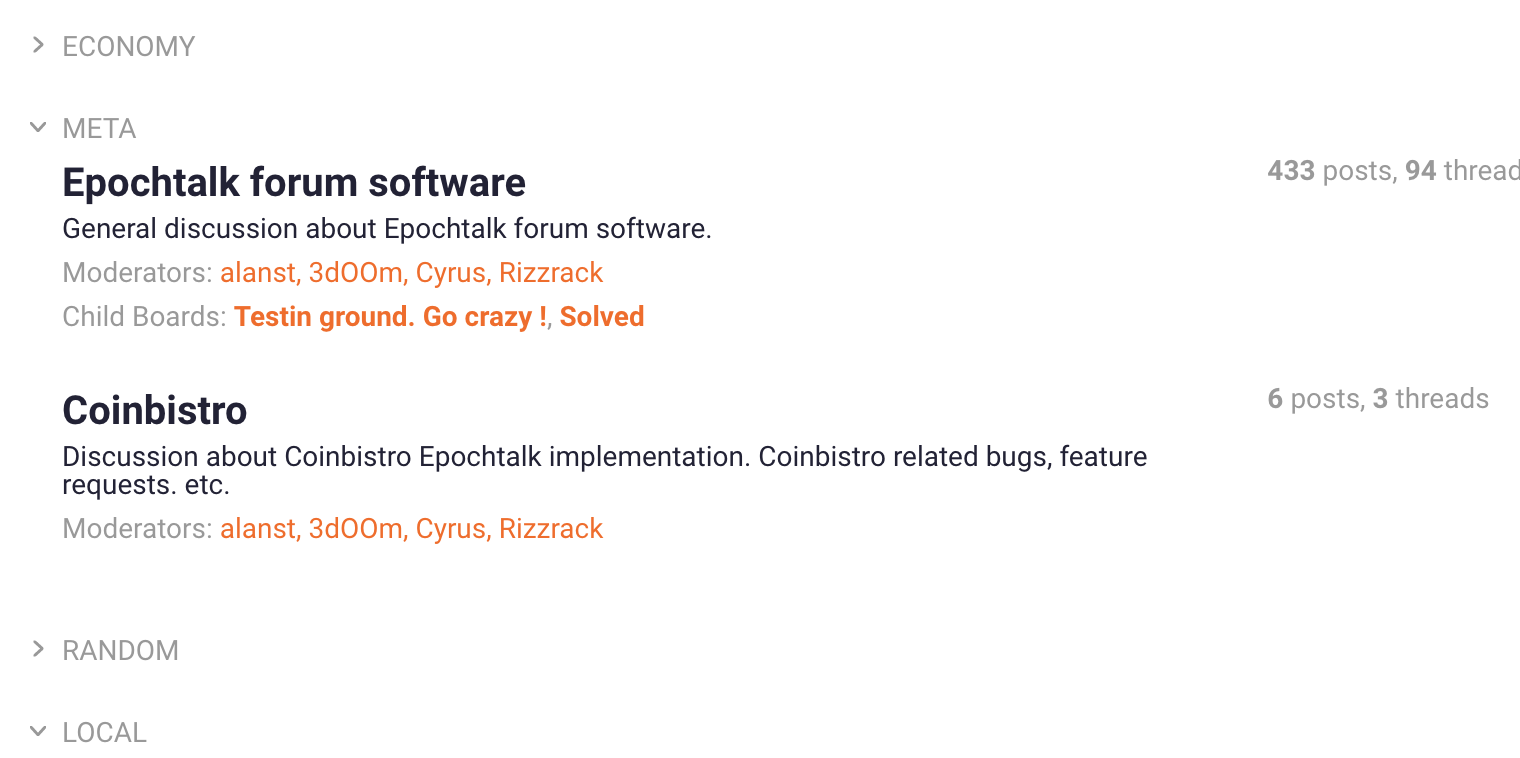 ECONOMY
META
Epochtalk forum software
433 posts, 94 thread
General discussion about Epochtalk forum software.
Moderators: alanst, 3dOOm, Cyrus, Rizzrack
Child Boards: Testin ground. Go crazy !, Solved
Coinbistro
6 posts, 3 threads
Discussion about Coinbistro Epochtalk implementation. Coinbistro related bugs, feature
requests. etc.
Moderators: alanst, 3dOOm, Cyrus, Rizzrack
RANDOM
LOCAL